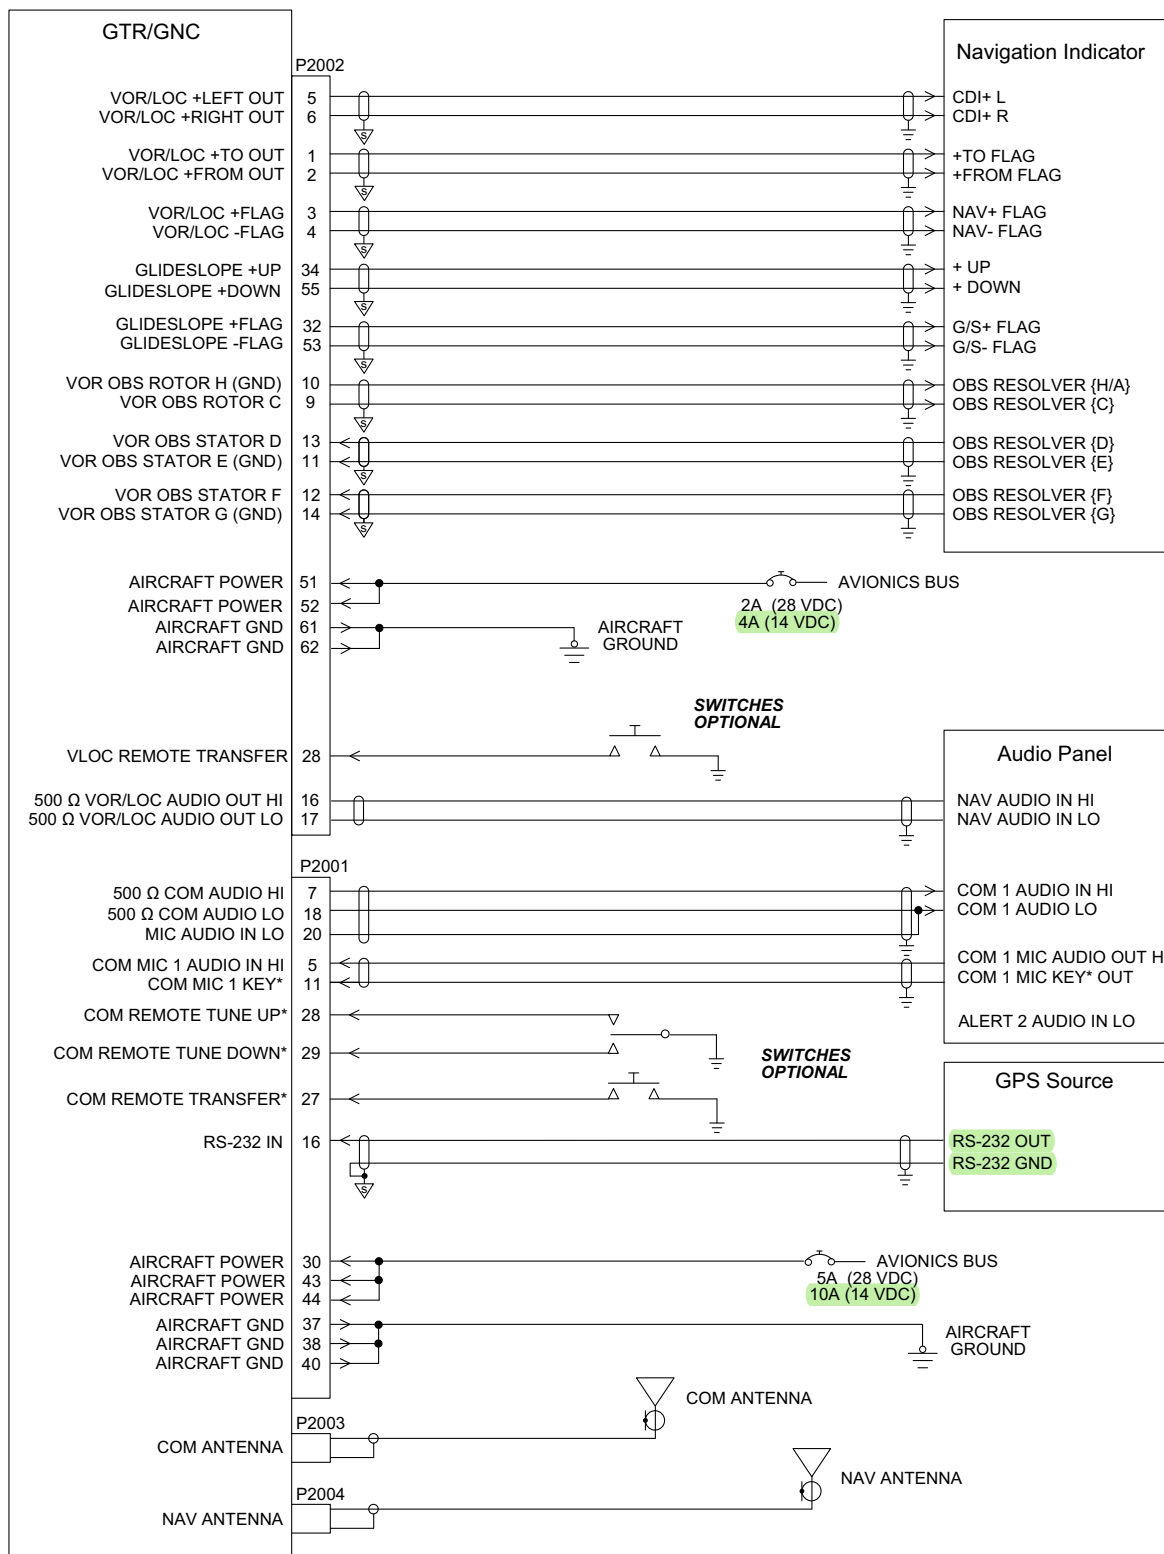 GTR/GNC
P2002
Navigation Indicator
VOR/LOC +LEFT OUT 5 CDI+ L
VOR/LOC +RIGHT OUT 6 CDI+ R
S
VOR/LOC +TO OUT 1 +TO FLAG
VOR/LOC +FROM OUT 2 +FROM FLAG
S
VOR/LOC +FLAG 3 NAV+ FLAG
VOR/LOC -FLAG 4 NAV- FLAG
S
GLIDESLOPE +UP 34 + UP
GLIDESLOPE +DOWN 55 + DOWN
S
GLIDESLOPE +FLAG 32 G/S+ FLAG
GLIDESLOPE -FLAG 53 G/S- FLAG
S
VOR OBS ROTOR H (GND) 10 OBS RESOLVER {H/A}
VOR OBS ROTOR C 9 OBS RESOLVER {C}
S
VOR OBS STATOR D 13 OBS RESOLVER {D}
VOR OBS STATOR E (GND) 11 OBS RESOLVER {E}
S
VOR OBS STATOR F 12 OBS RESOLVER {F}
VOR OBS STATOR G (GND) 14 OBS RESOLVER {G}
S
AIRCRAFT POWER 51 AVIONICS BUS
AIRCRAFT POWER 52 2A (28 VDC)
4A (14 VDC)
AIRCRAFT GND 61 AIRCRAFT
AIRCRAFT GND 62 GROUND
SWITCHES
OPTIONAL
VLOC REMOTE TRANSFER 28
Audio Panel
500 Ω VOR/LOC AUDIO OUT HI 16 NAV AUDIO IN HI
500 Ω VOR/LOC AUDIO OUT LO 17 NAV AUDIO IN LO
P2001
500 Ω COM AUDIO HI 7 COM 1 AUDIO IN HI
500 Ω COM AUDIO LO 18 COM 1 AUDIO LO
MIC AUDIO IN LO 20
COM MIC 1 AUDIO IN HI 5 COM 1 MIC AUDIO OUT H
COM MIC 1 KEY* 11 COM 1 MIC KEY* OUT
COM REMOTE TUNE UP* 28 ALERT 2 AUDIO IN LO
COM REMOTE TUNE DOWN* 29
SWITCHES
OPTIONAL
GPS Source
COM REMOTE TRANSFER* 27
RS-232 IN 16 RS-232 OUT
RS-232 GND
S
AIRCRAFT POWER 30 AVIONICS BUS
AIRCRAFT POWER 43 5A (28 VDC)
AIRCRAFT POWER 44 10A (14 VDC)
AIRCRAFT GND 37 AIRCRAFT
AIRCRAFT GND 38 GROUND
AIRCRAFT GND 40
COM ANTENNA
P2003
COM ANTENNA
NAV ANTENNA
P2004
NAV ANTENNA